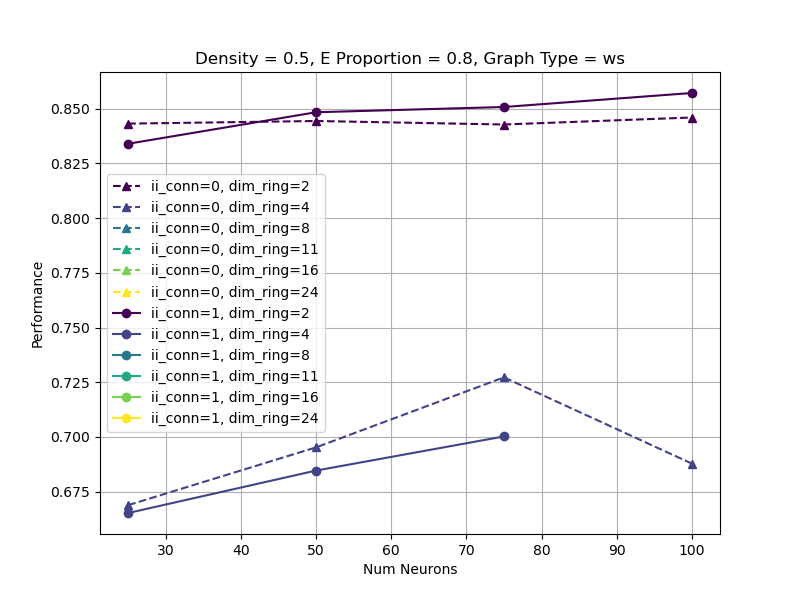 Density = 0.5, E Proportion = 0.8, Graph Type = ws
Performance
0.850
0.825
0.800
0.775
0.750
0.725
0.700
0.675
ii_conn=0, dim_ring=2
ii_conn=0, dim_ring=4
ii_conn=0, dim_ring=8
ii_conn=0, dim_ring=11
ii_conn=0, dim_ring=16
ii_conn=0, dim_ring=24
ii_conn=1, dim_ring=2
ii_conn=1, dim_ring=4
ii_conn=1, dim_ring=8
ii_conn=1, dim_ring=11
ii_conn=1, dim_ring=16
ii_conn=1, dim_ring=24
30 40 50 60 70 80 90 100
Num Neurons